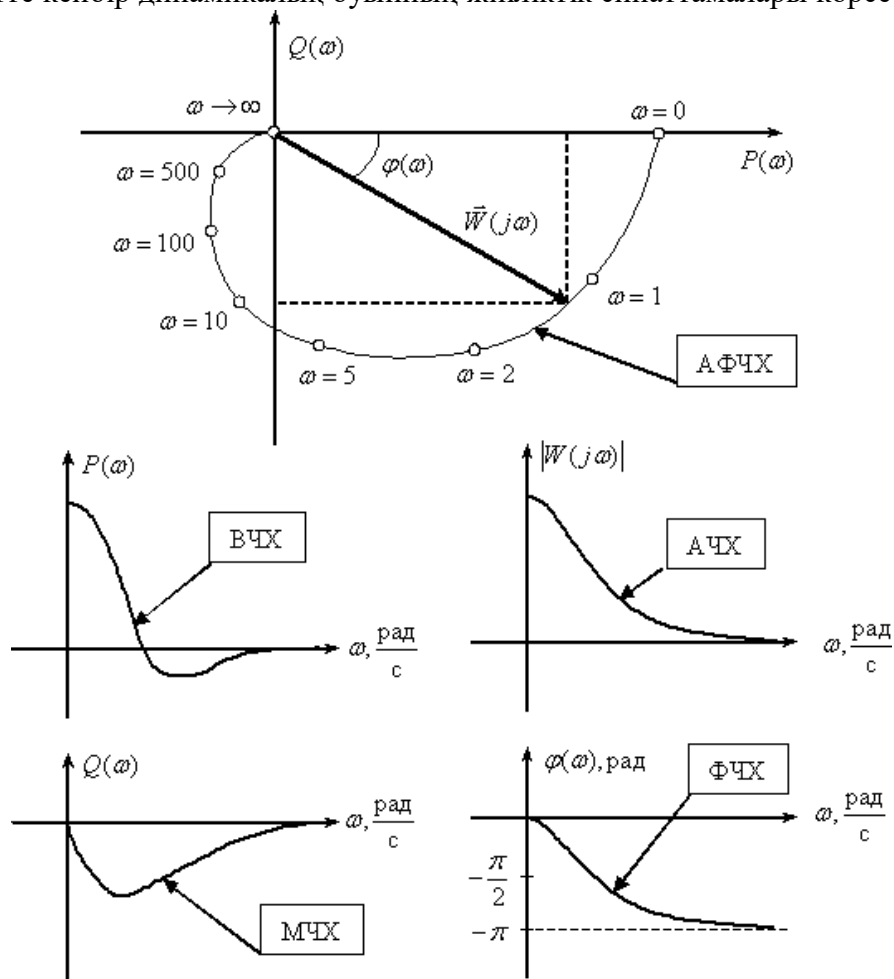 Q(ω)
ω→∞
ω=0
P(ω)
φ(ω)
ω=500
W⃗(jω)
ω=100
ω=1
ω=10
АФЧХ
ω=5
ω=2
P(ω)
|W(jω)|
ВЧХ
АЧХ
ω, рад/с
ω, рад/с
Q(ω)
φ(ω), рад
ФЧХ
ω, рад/с
ω, рад/с
-π/2
МЧХ
-π